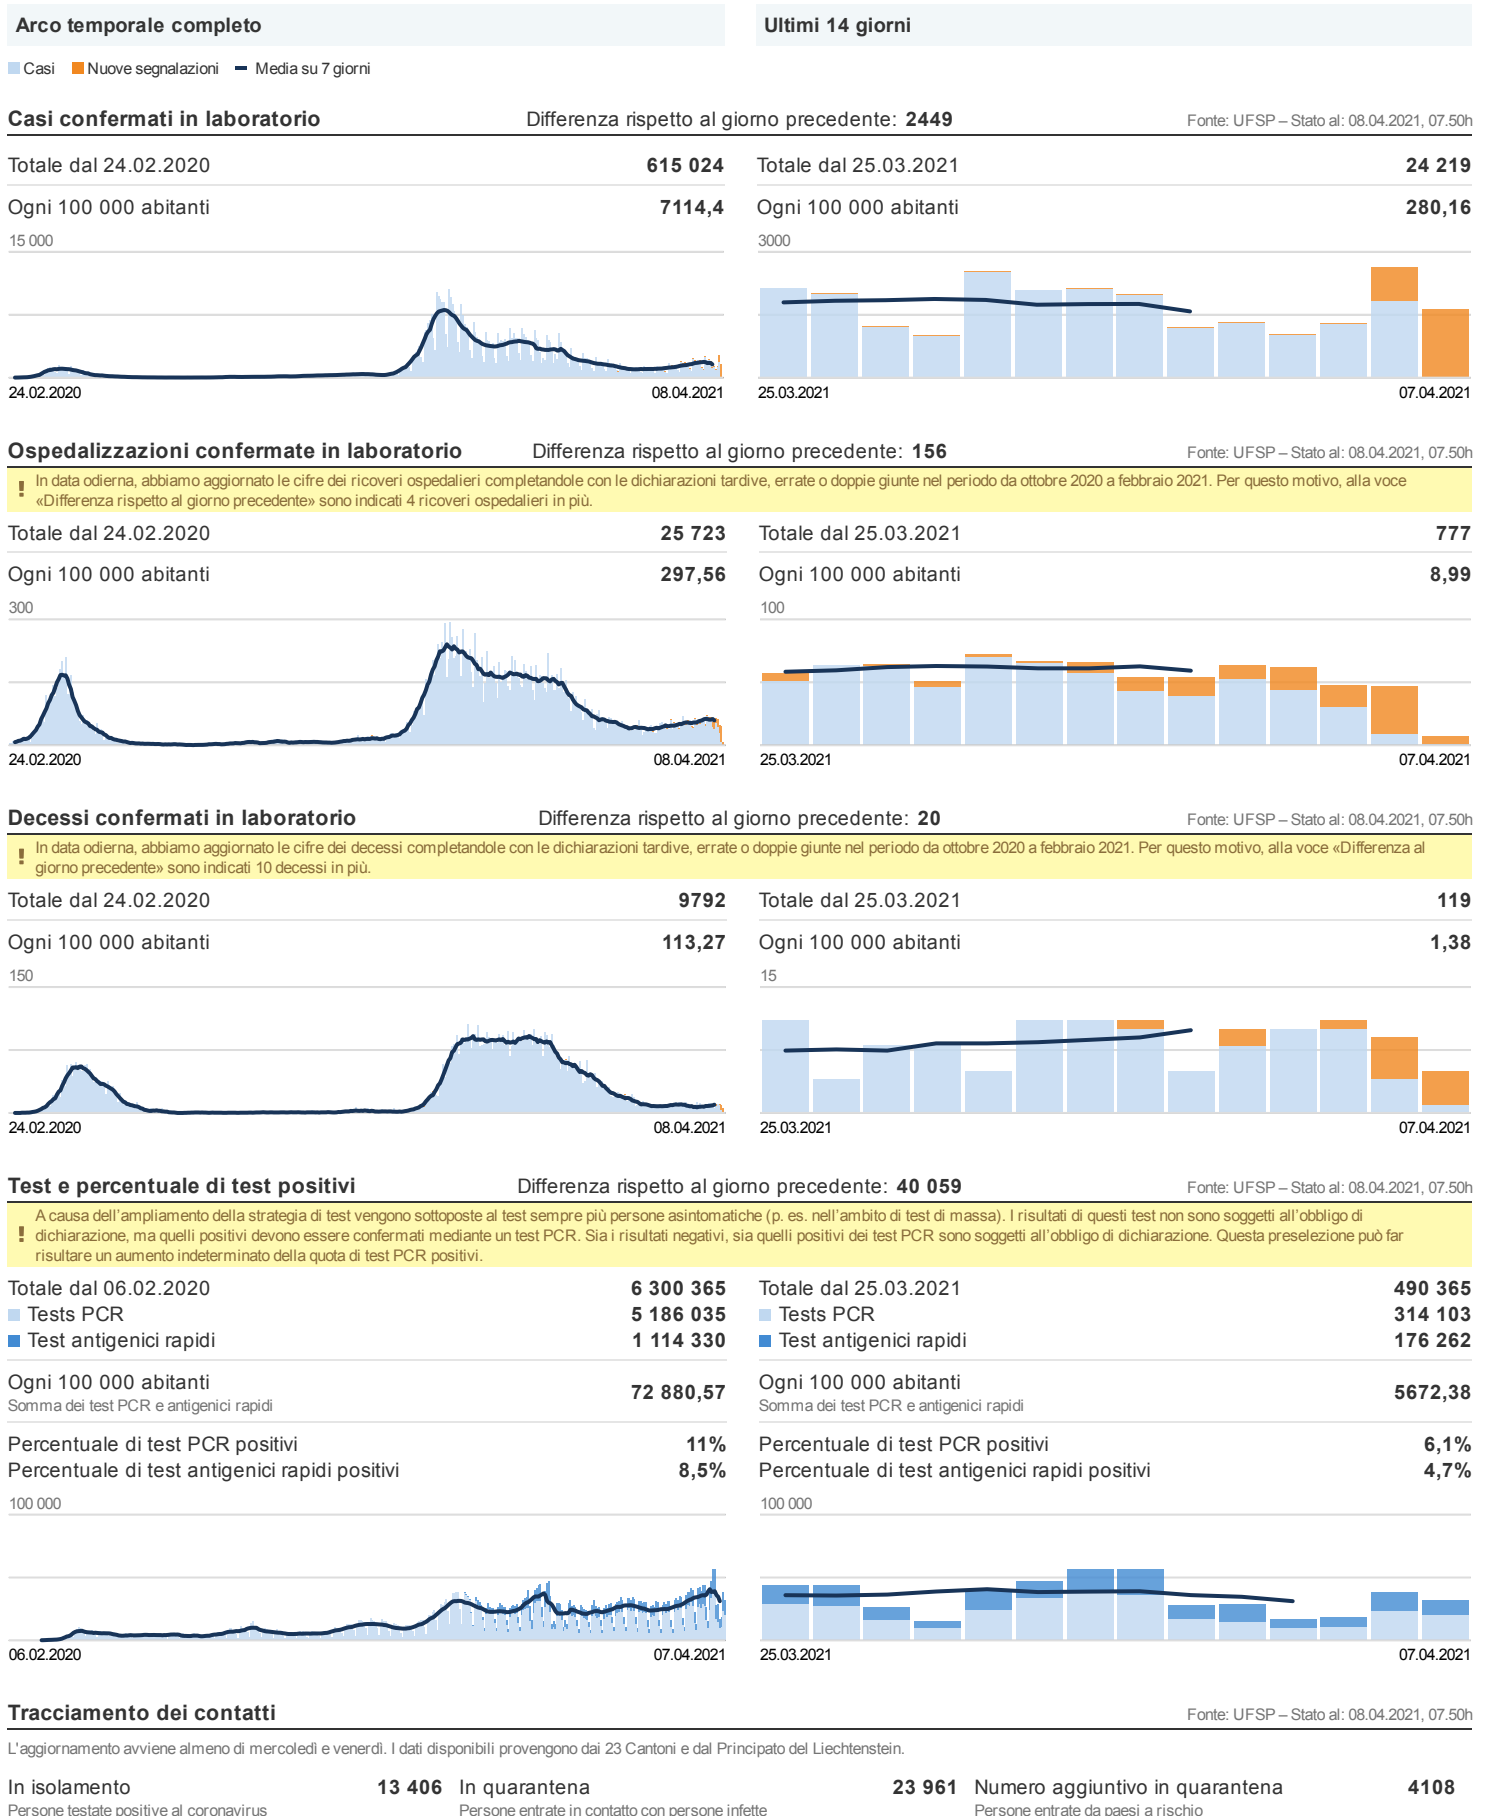 Arco temporale completo
Ultimi 14 giorni
Casi Nuove segnalazioni Media su 7 giorni
Casi confermati in laboratorio Differenza rispetto al giorno precedente: 2449 Fonte: UFSP – Stato al: 08.04.2021, 07.50h
Totale dal 24.02.2020 615 024
Ogni 100 000 abitanti 7114,4
15 000
24.02.2020 08.04.2021
Totale dal 25.03.2021 24 219
Ogni 100 000 abitanti 280,16
3000
25.03.2021 07.04.2021
Ospedalizzazioni confermate in laboratorio Differenza rispetto al giorno precedente: 156 Fonte: UFSP – Stato al: 08.04.2021, 07.50h
! In data odierna, abbiamo aggiornato le cifre dei ricoveri ospedalieri completandole con le dichiarazioni tardive, errate o doppie giunte nel periodo da ottobre 2020 a febbraio 2021. Per questo motivo, alla voce
«Differenza rispetto al giorno precedente» sono indicati 4 ricoveri ospedalieri in più.
Totale dal 24.02.2020 25 723
Ogni 100 000 abitanti 297,56
300
24.02.2020 08.04.2021
Totale dal 25.03.2021 777
Ogni 100 000 abitanti 8,99
100
25.03.2021 07.04.2021
Decessi confermati in laboratorio Differenza rispetto al giorno precedente: 20 Fonte: UFSP – Stato al: 08.04.2021, 07.50h
! In data odierna, abbiamo aggiornato le cifre dei decessi completandole con le dichiarazioni tardive, errate o doppie giunte nel periodo da ottobre 2020 a febbraio 2021. Per questo motivo, alla voce «Differenza al
giorno precedente» sono indicati 10 decessi in più.
Totale dal 24.02.2020 9792
Ogni 100 000 abitanti 113,27
150
24.02.2020 08.04.2021
Totale dal 25.03.2021 119
Ogni 100 000 abitanti 1,38
15
25.03.2021 07.04.2021
Test e percentuale di test positivi Differenza rispetto al giorno precedente: 40 059 Fonte: UFSP – Stato al: 08.04.2021, 07.50h
A causa dell'ampliamento della strategia di test vengono sottoposte al test sempre più persone asintomatiche (p. es. nell'ambito di test di massa). I risultati di questi test non sono soggetti all'obbligo di
! dichiarazione, ma quelli positivi devono essere confermati mediante un test PCR. Sia i risultati negativi, sia quelli positivi dei test PCR sono soggetti all'obbligo di dichiarazione. Questa preselezione può far
risultare un aumento indeterminato della quota di test PCR positivi.
Totale dal 06.02.2020 6 300 365
Tests PCR 5 186 035
Test antigenici rapidi 1 114 330
Ogni 100 000 abitanti 72 880,57
Somma dei test PCR e antigenici rapidi
Percentuale di test PCR positivi 11%
Percentuale di test antigenici rapidi positivi 8,5%
100 000
06.02.2020 07.04.2021
Totale dal 25.03.2021 490 365
Tests PCR 314 103
Test antigenici rapidi 176 262
Ogni 100 000 abitanti 5672,38
Somma dei test PCR e antigenici rapidi
Percentuale di test PCR positivi 6,1%
Percentuale di test antigenici rapidi positivi 4,7%
100 000
25.03.2021 07.04.2021
Tracciamento dei contatti Fonte: UFSP – Stato al: 08.04.2021, 07.50h
L'aggiornamento avviene almeno di mercoledì e venerdì. I dati disponibili provengono dai 23 Cantoni e dal Principato del Liechtenstein.
In isolamento 13 406
Persone testate positive al coronavirus
In quarantena 23 961
Persone entrate in contatto con persone infette
Numero aggiuntivo in quarantena 4108
Persone entrate da paesi a rischio